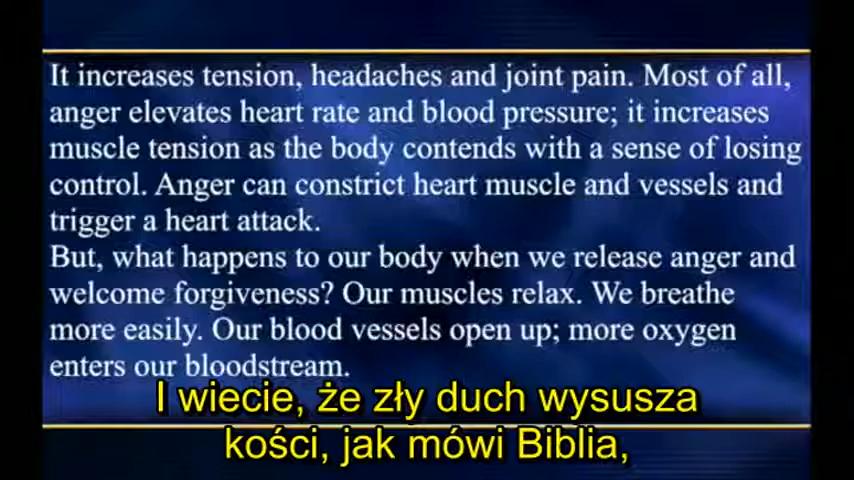 It increases tension, headaches and joint pain. Most of all,
anger elevates heart rate and blood pressure; it increases
muscle tension as the body contends with a sense of losing
control. Anger can constrict heart muscle and vessels and
trigger a heart attack.
But, what happens to our body when we release anger and
welcome forgiveness? Our muscles relax. We breathe
more easily. Our blood vessels open up; more oxygen
enters our bloodstream.
I wiecie, że zły duch wysusza
kości, jak mówi Biblia,